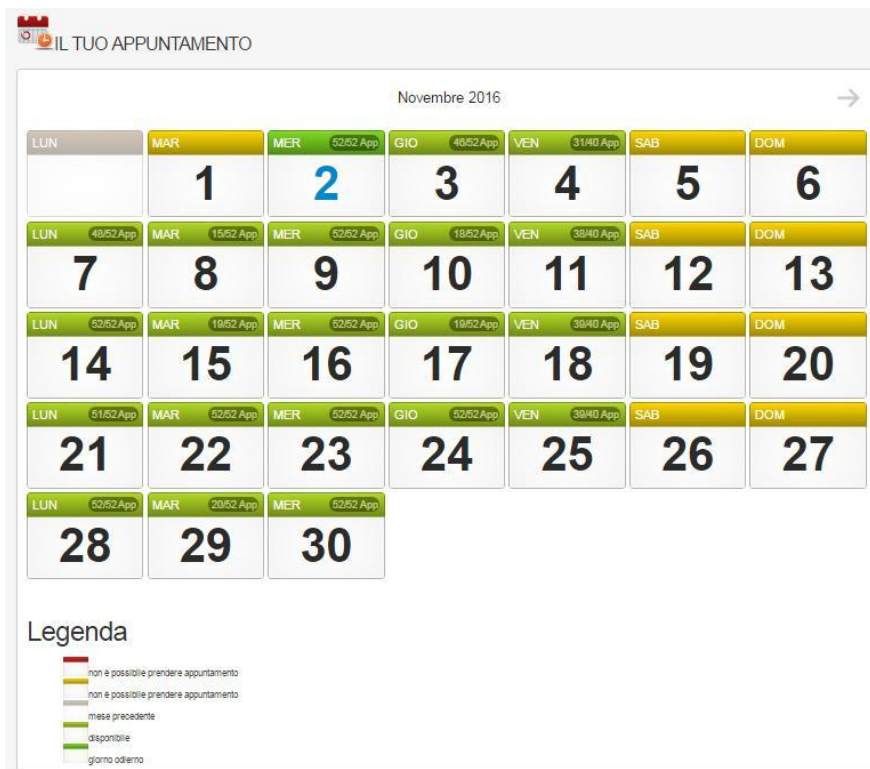 IL TUO APPUNTAMENTO
Novembre 2016
LUN MAR MER 52/52 App GIO 46/52 App VEN 31/40 App SAB DOM
1 2 3 4 5 6
LUN 48/52 App MAR 15/52 App MER 52/52 App GIO 18/52 App VEN 38/40 App SAB DOM
7 8 9 10 11 12 13
LUN 52/52 App MAR 19/52 App MER 52/52 App GIO 19/52 App VEN 39/40 App SAB DOM
14 15 16 17 18 19 20
LUN 51/52 App MAR 52/52 App MER 52/52 App GIO 52/52 App VEN 39/40 App SAB DOM
21 22 23 24 25 26 27
LUN 52/52 App MAR 20/52 App MER 52/52 App
28 29 30
Legenda
non è possibile prendere appuntamento
non è possibile prendere appuntamento
mese precedente
disponibile
giorno odierno